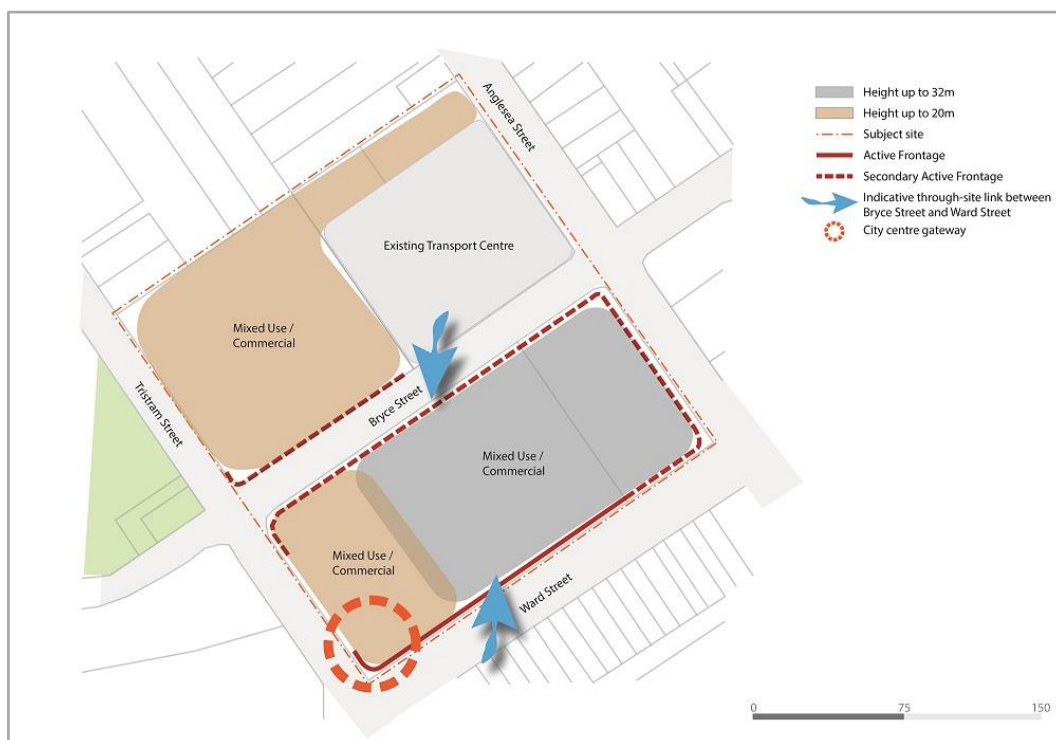 Anglesea Street
Height up to 32m
Height up to 20m
Subject site
Active Frontage
Secondary Active Frontage
Indicative through-site link between
Bryce Street and Ward Street
City centre gateway
Existing Transport Centre
Mixed Use /
Commercial
Tristram Street
Bryce Street
Mixed Use /
Commercial
Mixed Use /
Commercial
Ward Street
0 75 150